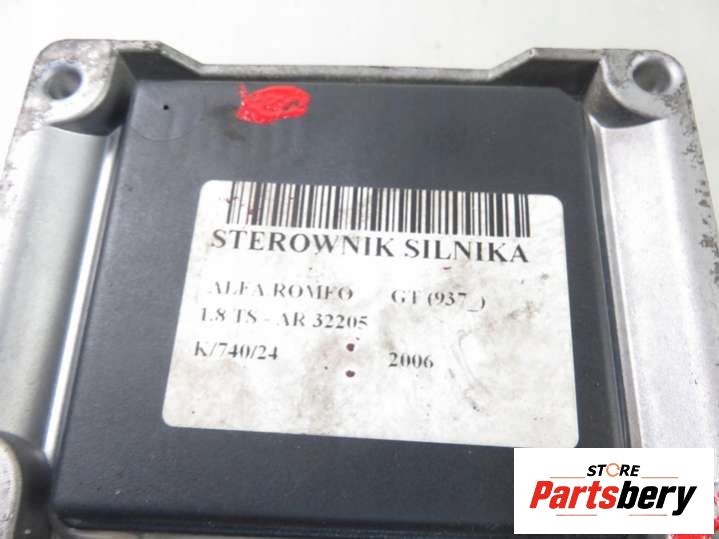 STEROWNIK SILNIKA
ALFA ROMEO GT (937_)
1.8 TS - AR 32205
K/740/24 : 2006
STORE
Partsbery